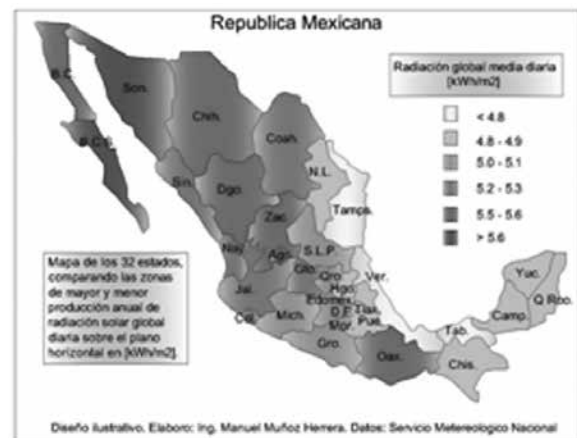 Republica Mexicana
Radiación global media diaria
[kWh/m2]
< 4.8
4.8 - 4.9
5.0 - 5.1
5.2 - 5.3
5.5 - 5.6
> 5.6
B.C.
Son.
Chih.
Coah.
B.C.S.
N.L.
Sin.
Dgo.
Tamps.
Zac.
Nay.
Ags.
S.L.P.
Gto.
Qro.
Ver.
Yuc.
Hgo.
Jal.
Edomex.
Q Roo.
Camp.
D.F.
Tlax.
Col.
Mich.
Mor.
Pue.
Tab.
Gro.
Oax.
Chis.
Mapa de los 32 estados,
comparando las zonas
de mayor y menor
producción anual de
radiación solar global
diaria sobre el plano
horizontal en [kWh/m2].
Diseño ilustrativo. Elaboro: Ing. Manuel Muñoz Herrera. Datos: Servicio Metereologico Nacional